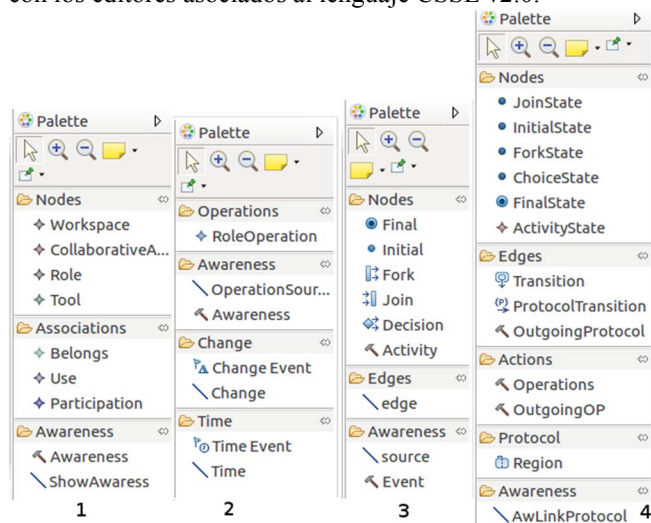 con los editores asociados al lenguaje CSSL v2.0.
Palette
Nodes
Workspace
CollaborativeA...
Role
Tool
Associations
Belongs
Use
Participation
Awareness
Awareness
ShowAwaress
1
Palette
Operations
RoleOperation
Awareness
OperationSour...
Awareness
Change
Change Event
Change
Time
Time Event
Time
2
Palette
Nodes
Final
Initial
Fork
Join
Decision
Activity
Edges
edge
Awareness
source
Event
3
Palette
Nodes
JoinState
InitialState
ForkState
ChoiceState
FinalState
ActivityState
Edges
Transition
ProtocolTransition
OutgoingProtocol
Actions
Operations
OutgoingOP
Protocol
Region
Awareness
AwLinkProtocol
4